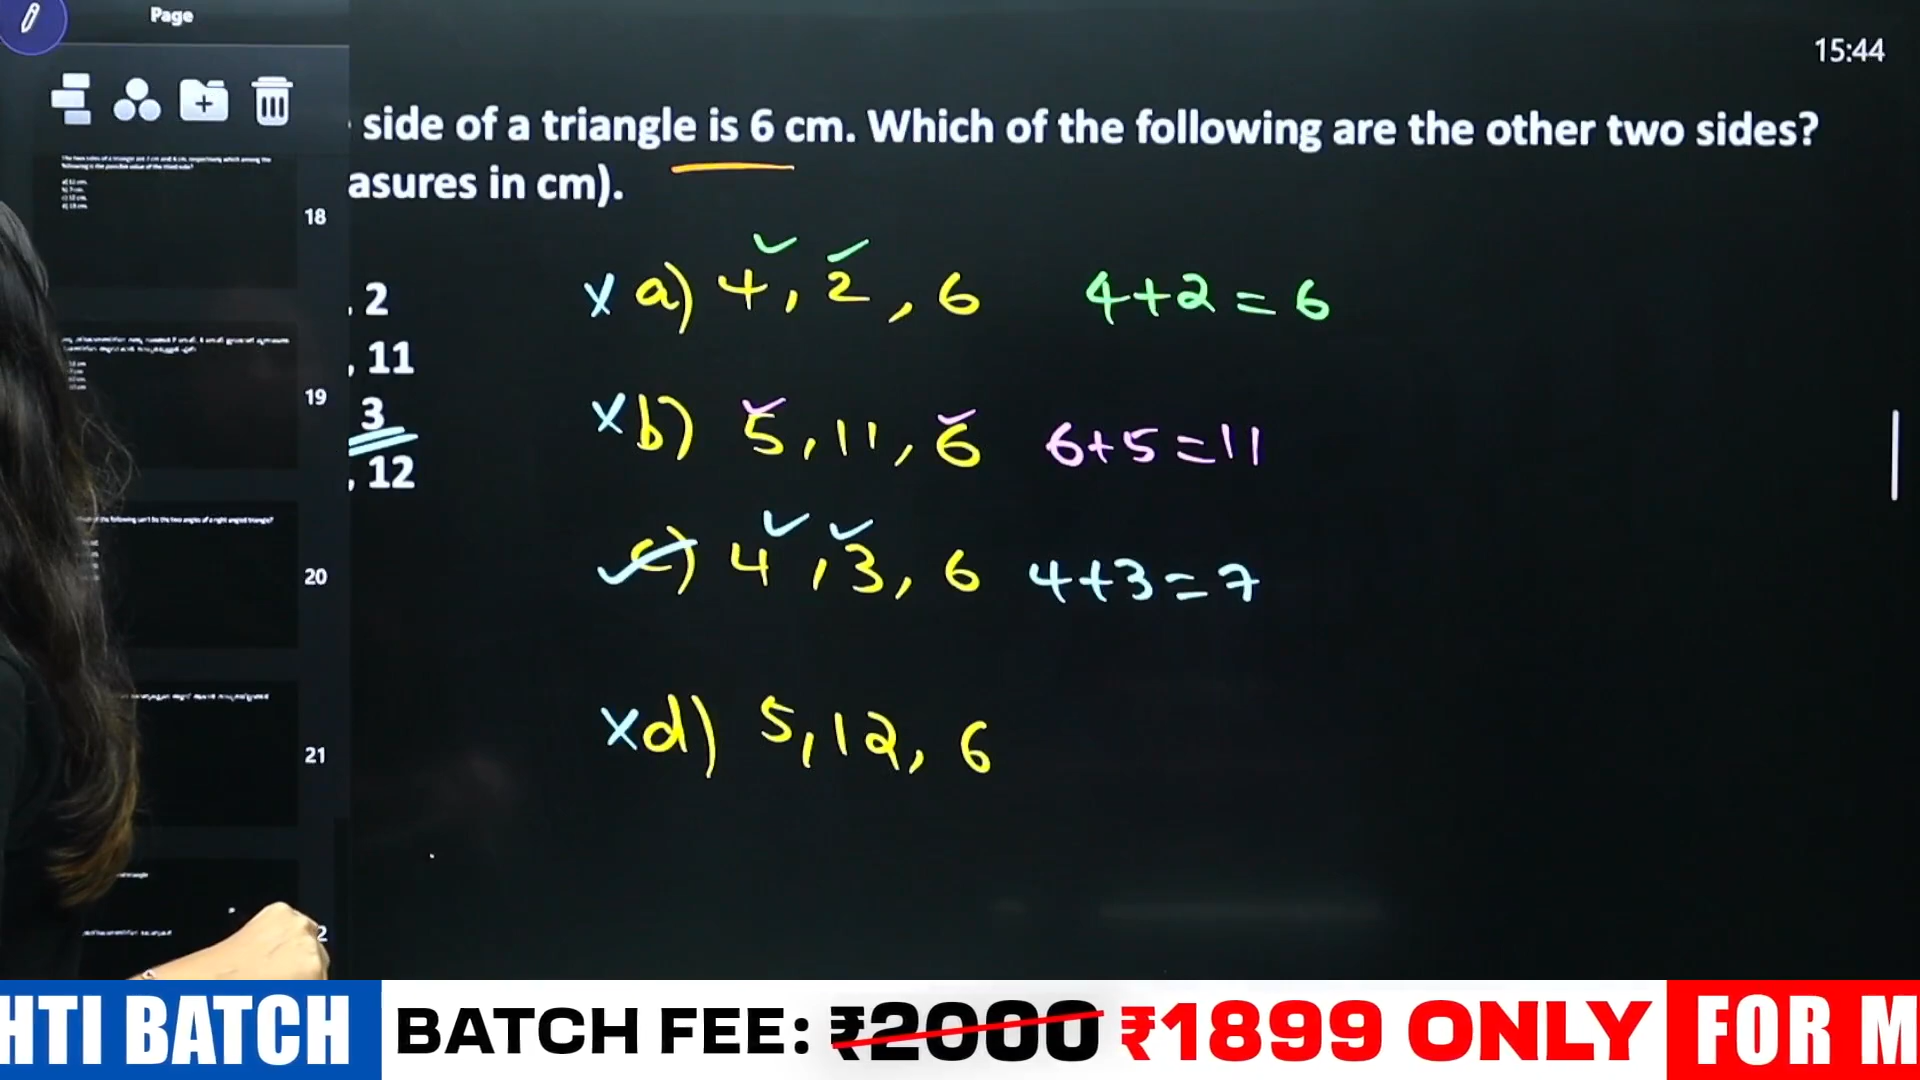 Page
15:44
side of a triangle is 6 cm. Which of the following are the other two sides?
asures in cm).
18
, 2
x a) 4, 2, 6 4+2=6
, 11
19
3
x b) 5, 11, 6 6+5=11
, 12
20
c) 4, 3, 6 4+3=7
21
x d) 5, 12, 6
2
HTI BATCH BATCH FEE: ₹2000 ₹1899 ONLY FOR M